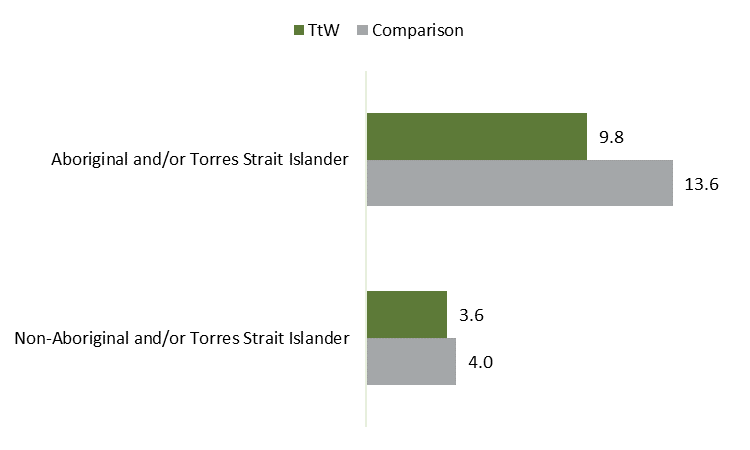 TtW Comparison
Aboriginal and/or Torres Strait Islander
9.8
13.6
Non-Aboriginal and/or Torres Strait Islander
3.6
4.0